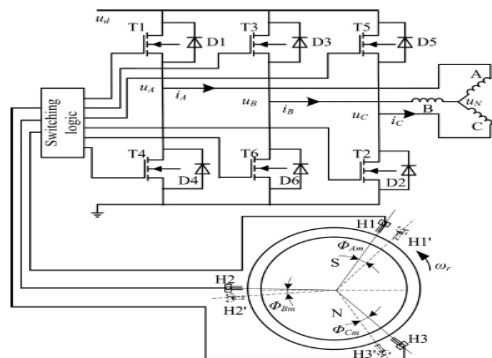 u_d
T1
D1
T3
D3
T5
D5
u_A
i_A
u_B
i_B
u_C
i_C
A
B
u_N
C
Switching logic
T4
D4
T6
D6
T2
D2
H1
H1'
Φ_Am
S
ω_r
H2
H2'
Φ_Bm
N
Φ_Cm
H3
H3'